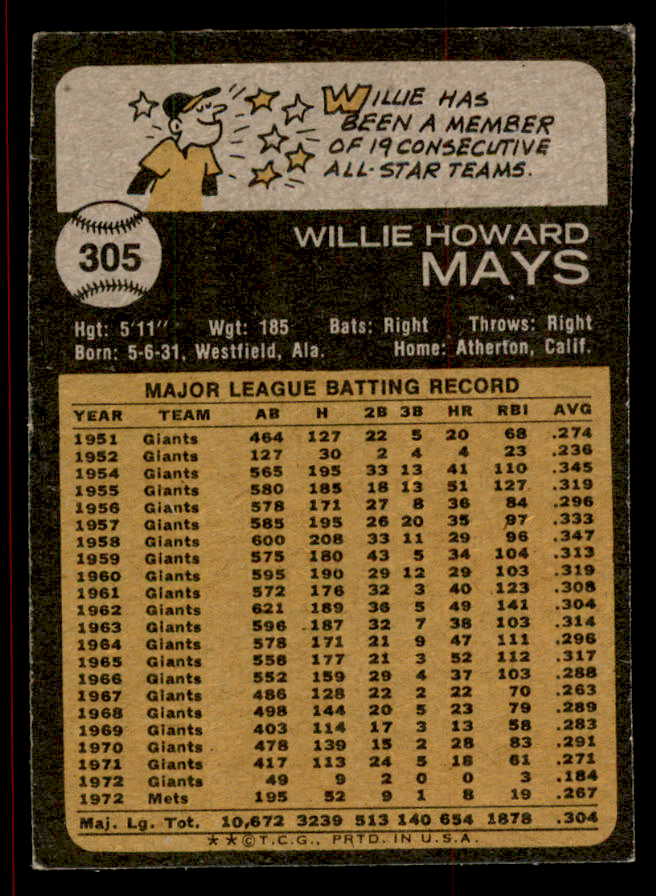 WILLIE HAS
BEEN A MEMBER
OF 19 CONSECUTIVE
ALL-STAR TEAMS.
305
WILLIE HOWARD
MAYS
Hgt: 5'11" Wgt: 185 Bats: Right Throws: Right
Born: 5-6-31, Westfield, Ala. Home: Atherton, Calif.
MAJOR LEAGUE BATTING RECORD
YEAR TEAM AB H 2B 3B HR RBI AVG
1951 Giants 464 127 22 5 20 68 .274
1952 Giants 127 30 2 4 4 23 .236
1954 Giants 565 195 33 13 41 110 .345
1955 Giants 580 185 18 13 51 127 .319
1956 Giants 578 171 27 8 36 84 .296
1957 Giants 585 195 26 20 35 97 .333
1958 Giants 600 208 33 11 29 96 .347
1959 Giants 575 180 43 5 34 104 .313
1960 Giants 595 190 29 12 29 103 .319
1961 Giants 572 176 32 3 40 123 .308
1962 Giants 621 189 36 5 49 141 .304
1963 Giants 596 187 32 7 38 103 .314
1964 Giants 578 171 21 9 47 111 .296
1965 Giants 558 177 21 3 52 112 .317
1966 Giants 552 159 29 4 37 103 .288
1967 Giants 486 128 22 2 22 70 .263
1968 Giants 498 144 20 5 23 79 .289
1969 Giants 403 114 17 3 13 58 .283
1970 Giants 478 139 15 2 28 83 .291
1971 Giants 417 113 24 5 18 61 .271
1972 Giants 49 9 2 0 0 3 .184
1972 Mets 195 52 9 1 8 19 .267
Maj. Lg. Tot. 10,672 3239 513 140 654 1878 .304
★★©T.C.G., PRTD. IN U.S.A.